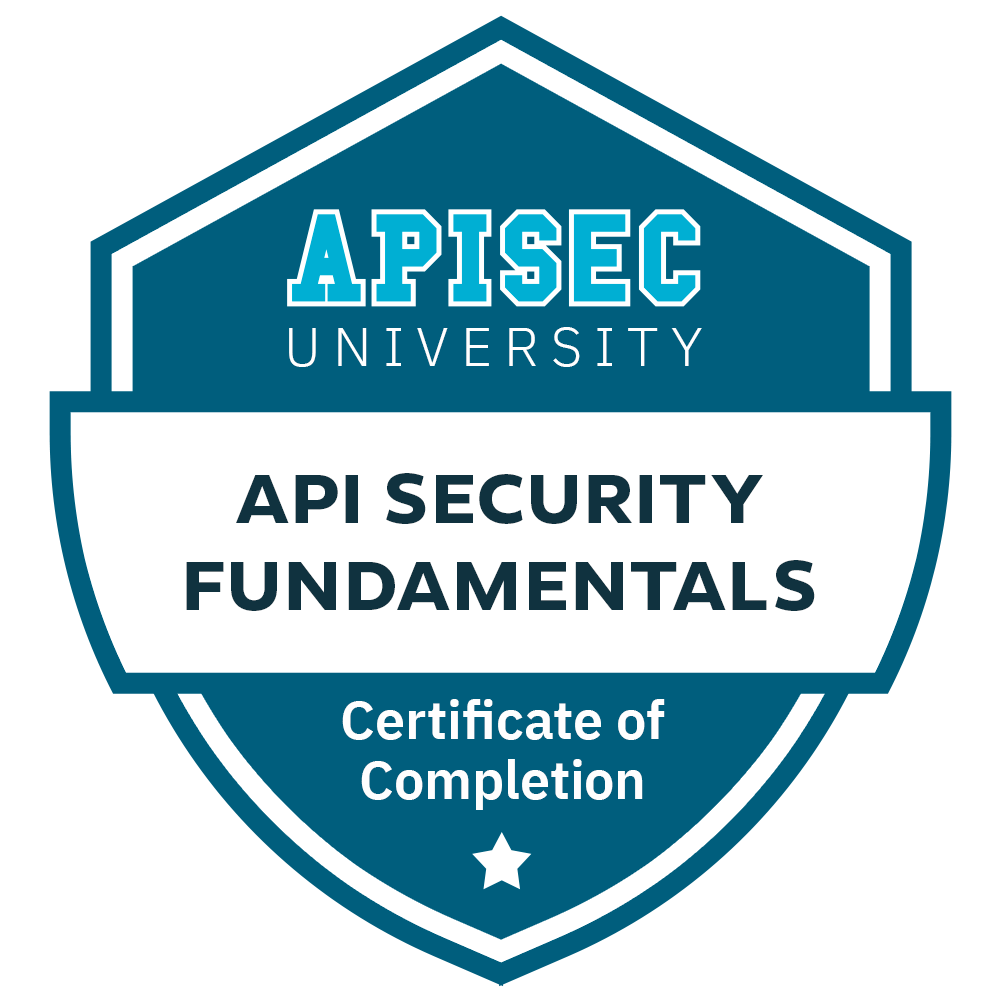 APISEC
UNIVERSITY
API SECURITY
FUNDAMENTALS
Certificate of
Completion